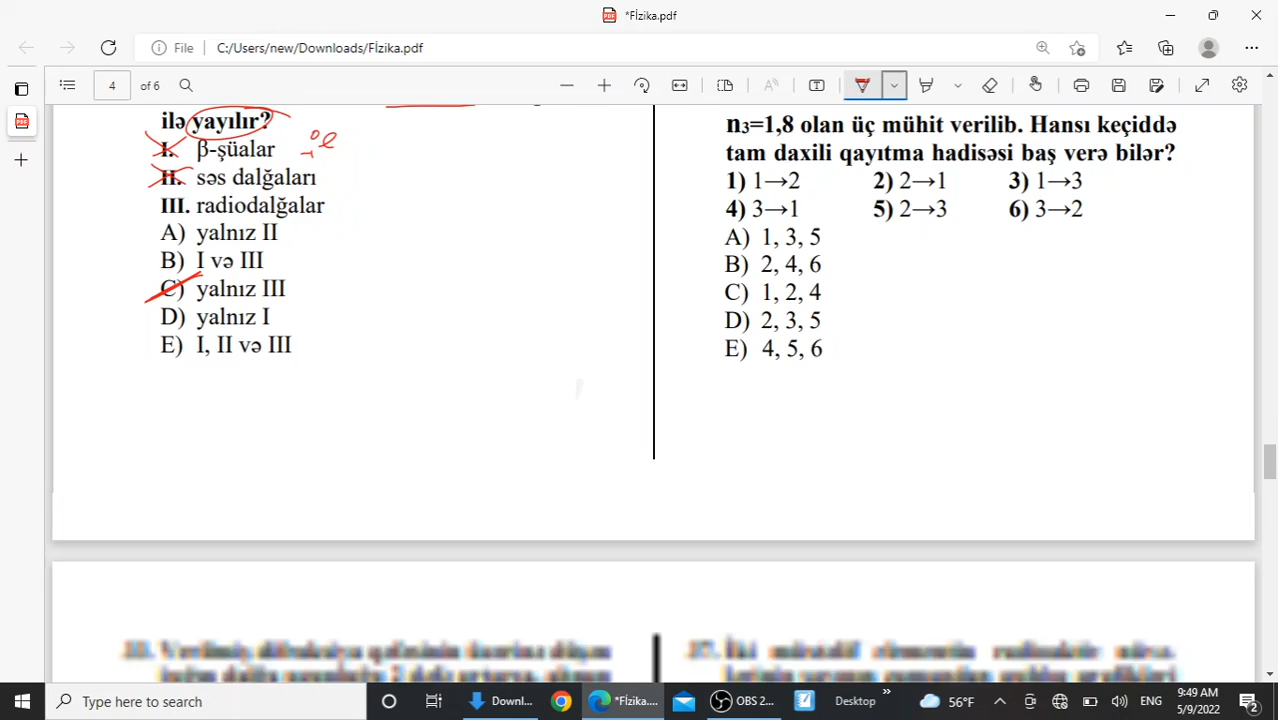 *Fİzika.pdf
File
C:/Users/new/Downloads/Fİzika.pdf
4 of 6
ilə yayılır?
I. β-şüalar
II. səs dalğaları
III. radiodalğalar
A) yalnız II
B) I və III
C) yalnız III
D) yalnız I
E) I, II və III
n3=1,8 olan üç mühit verilib. Hansı keçiddə
tam daxili qayıtma hadisəsi baş verə bilər?
1) 1→2 2) 2→1 3) 1→3
4) 3→1 5) 2→3 6) 3→2
A) 1, 3, 5
B) 2, 4, 6
C) 1, 2, 4
D) 2, 3, 5
E) 4, 5, 6
Type here to search
Downl...
*Fİzika....
OBS 2...
Desktop
56°F
ENG
9:49 AM
5/9/2022
2